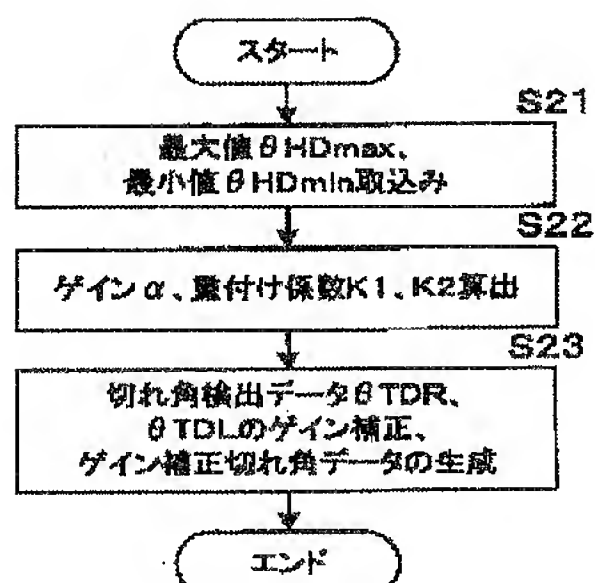 スタート
S21
最大値θHDmax、
最小値θHDmin取込み
S22
ゲインα、重付け係数K1、K2算出
S23
切れ角検出データθTDR、
θTDLのゲイン補正、
ゲイン補正切れ角データの生成
エンド